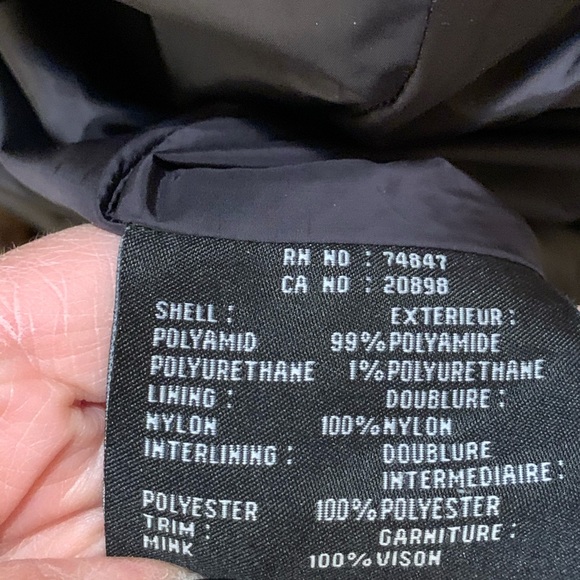 RN NO : 74847
CA NO : 20898
SHELL : EXTERIEUR :
POLYAMID 99% POLYAMIDE
POLYURETHANE 1% POLYURETHANE
LINING : DOUBLURE :
NYLON 100% NYLON
INTERLINING : DOUBLURE
INTERMEDIAIRE :
POLYESTER 100% POLYESTER
TRIM : GARNITURE :
MINK 100% VISON